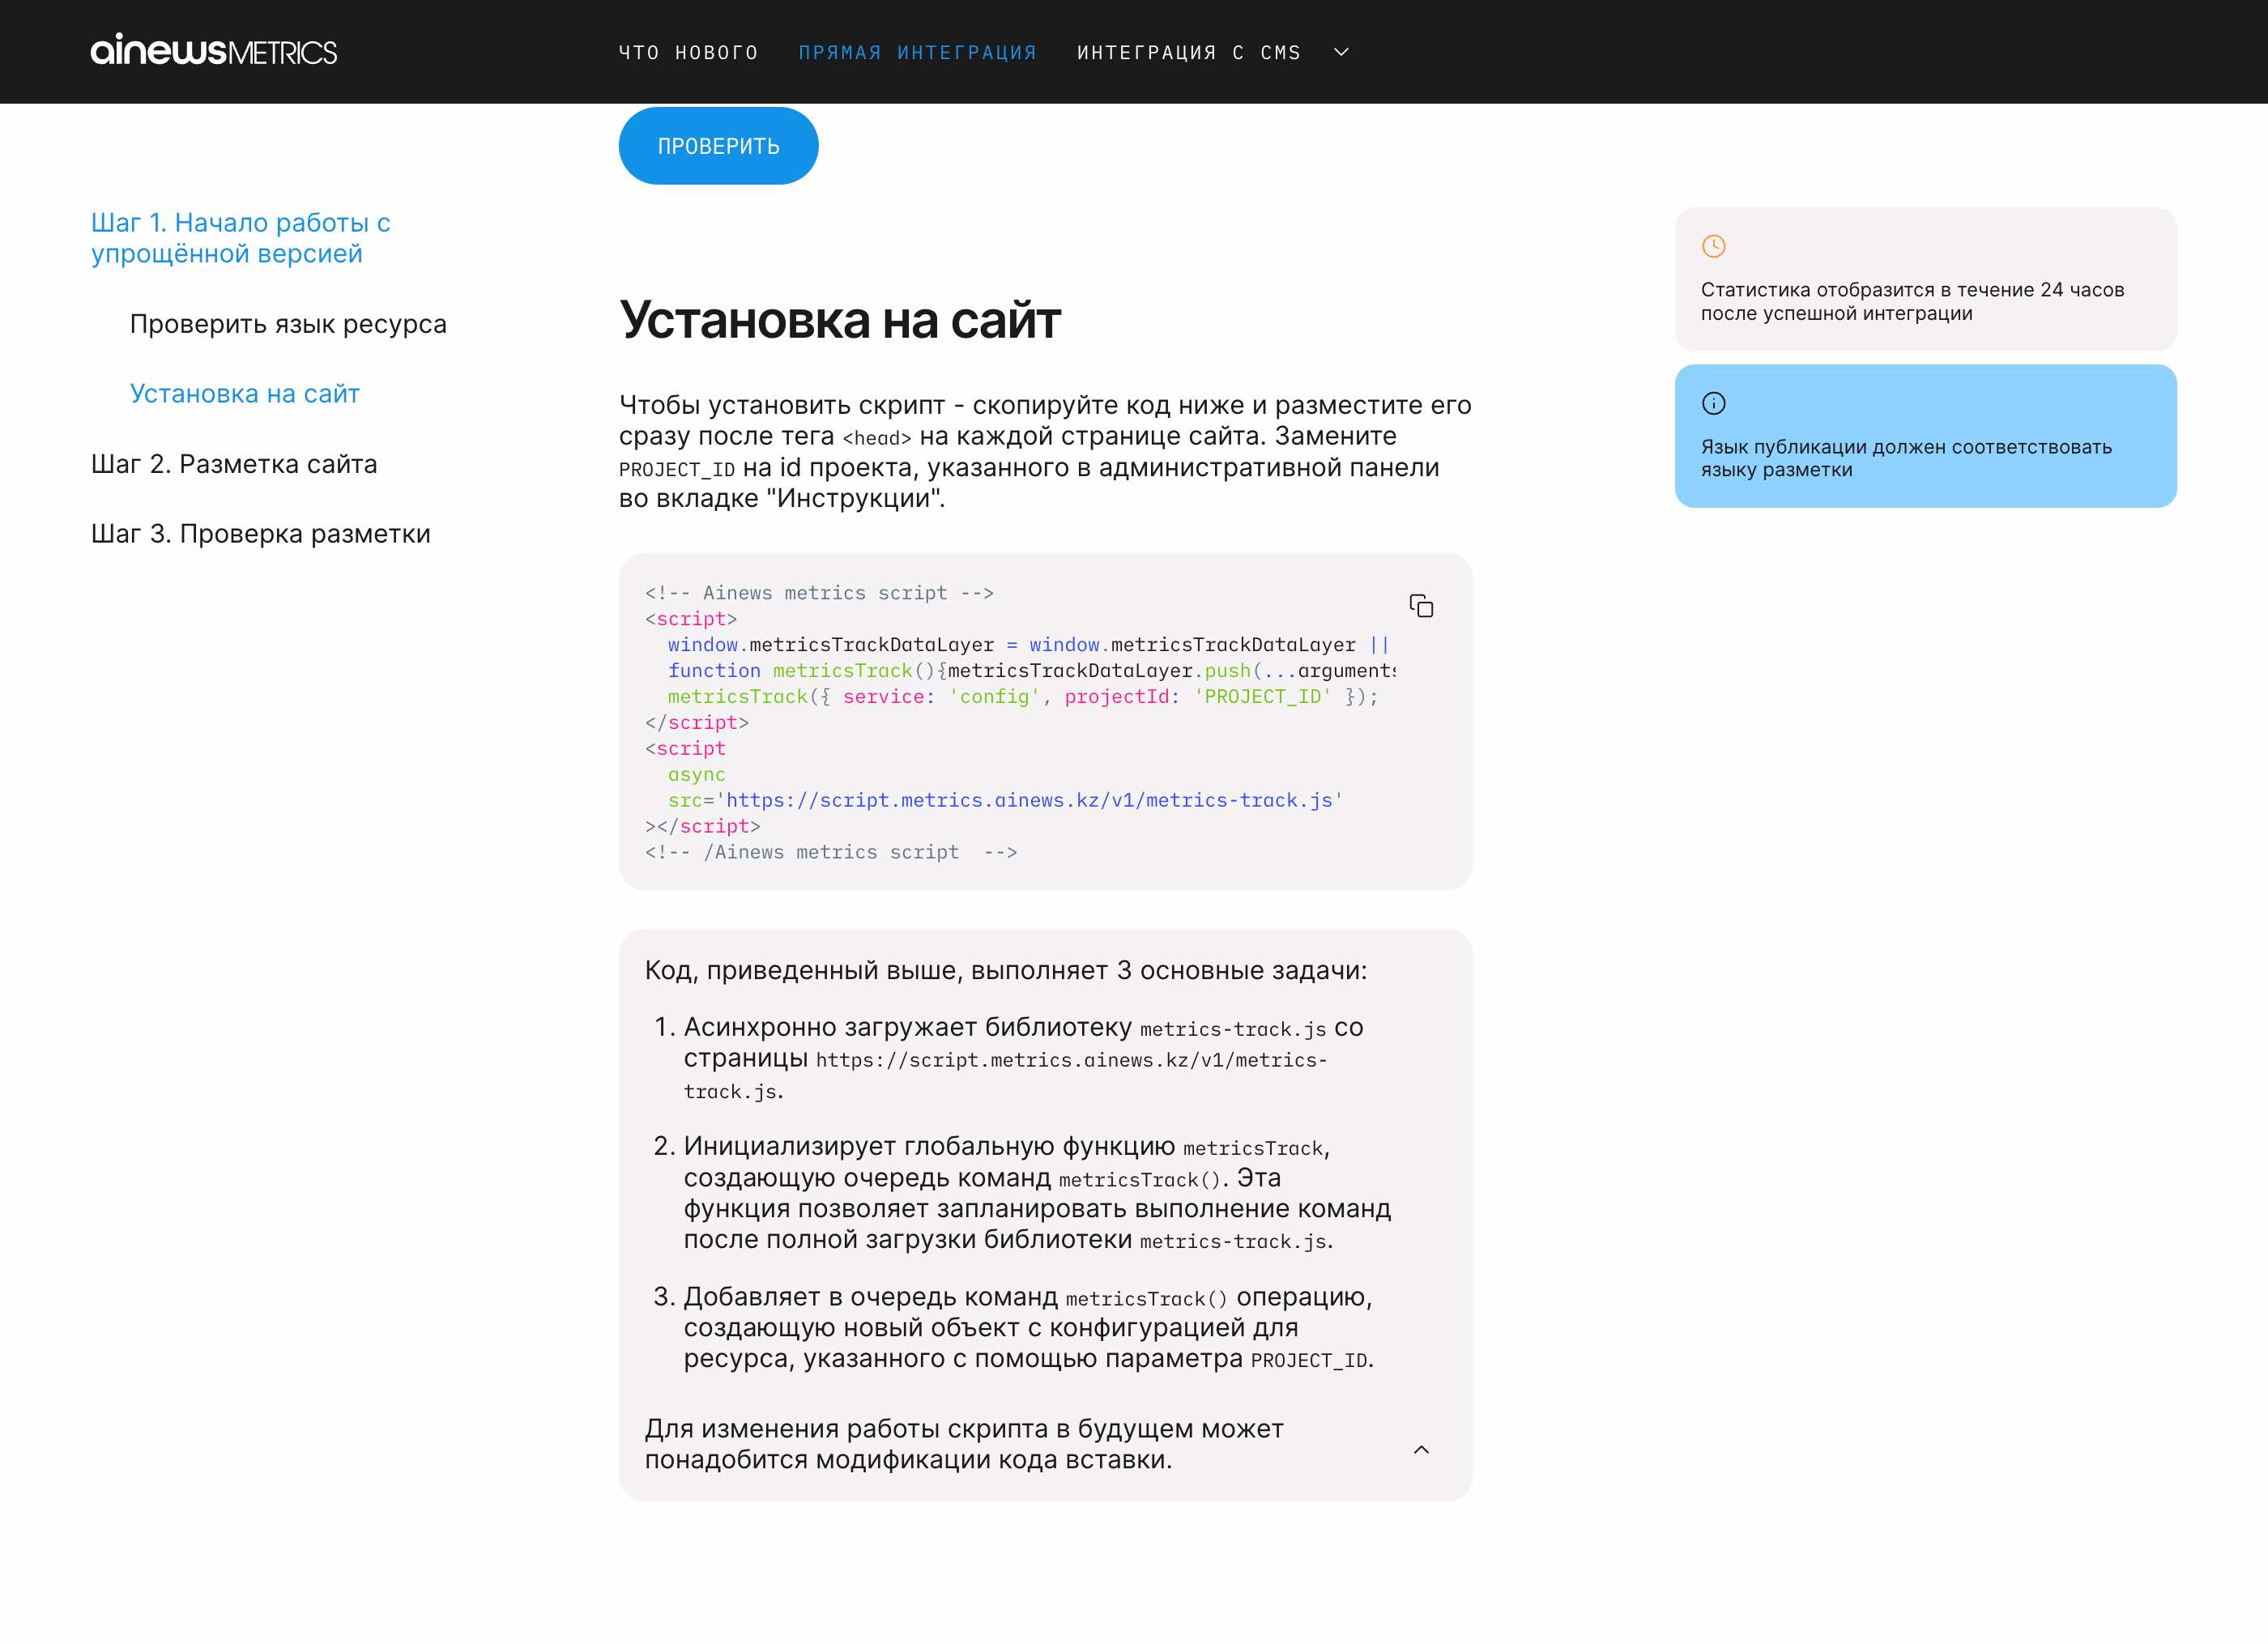 ainewsMETRICS
ЧТО НОВОГО
ПРЯМАЯ ИНТЕГРАЦИЯ
ИНТЕГРАЦИЯ С CMS
ПРОВЕРИТЬ
Шаг 1. Начало работы с
упрощённой версией
Проверить язык ресурса
Установка на сайт
Шаг 2. Разметка сайта
Шаг 3. Проверка разметки
Установка на сайт
Чтобы установить скрипт - скопируйте код ниже и разместите его
сразу после тега <head> на каждой странице сайта. Замените
PROJECT_ID на id проекта, указанного в административной панели
во вкладке "Инструкции".
<!-- Ainews metrics script -->
<script>
  window.metricsTrackDataLayer = window.metricsTrackDataLayer ||
  function metricsTrack(){metricsTrackDataLayer.push(...arguments
  metricsTrack({ service: 'config', projectId: 'PROJECT_ID' });
</script>
<script
  async
  src='https://script.metrics.ainews.kz/v1/metrics-track.js'
></script>
<!-- /Ainews metrics script  -->
Код, приведенный выше, выполняет 3 основные задачи:
1. Асинхронно загружает библиотеку metrics-track.js со
страницы https://script.metrics.ainews.kz/v1/metrics-
track.js.
2. Инициализирует глобальную функцию metricsTrack,
создающую очередь команд metricsTrack(). Эта
функция позволяет запланировать выполнение команд
после полной загрузки библиотеки metrics-track.js.
3. Добавляет в очередь команд metricsTrack() операцию,
создающую новый объект с конфигурацией для
ресурса, указанного с помощью параметра PROJECT_ID.
Для изменения работы скрипта в будущем может
понадобится модификации кода вставки.
Статистика отобразится в течение 24 часов
после успешной интеграции
Язык публикации должен соответствовать
языку разметки